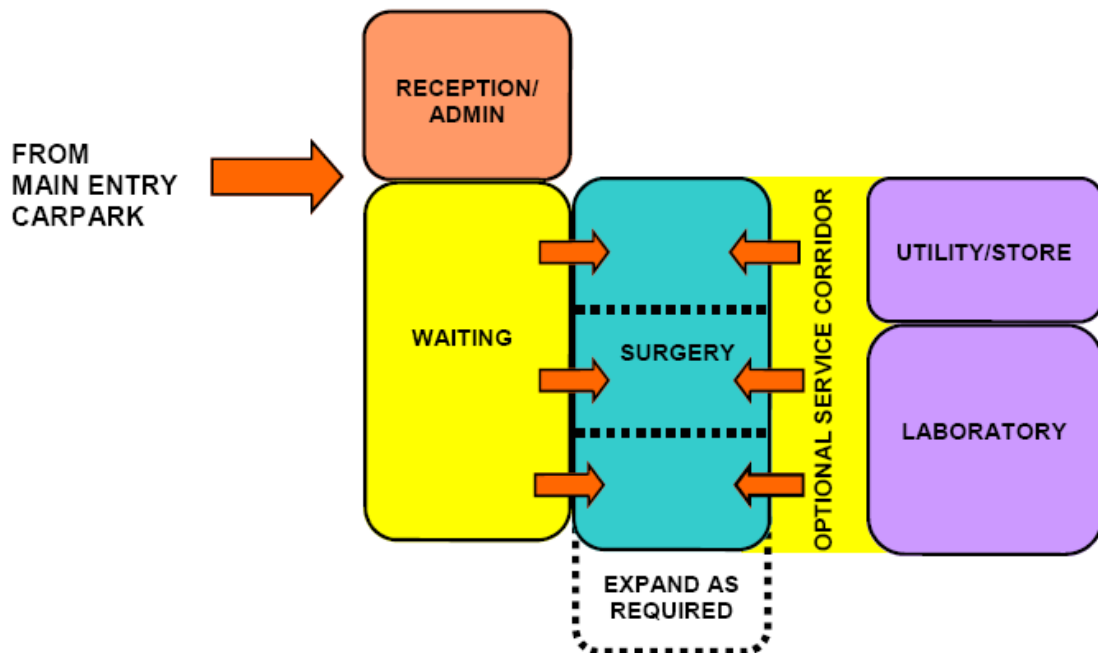 RECEPTION/
ADMIN
FROM
MAIN ENTRY
CARPARK
WAITING
SURGERY
OPTIONAL SERVICE CORRIDOR
UTILITY/STORE
LABORATORY
EXPAND AS
REQUIRED